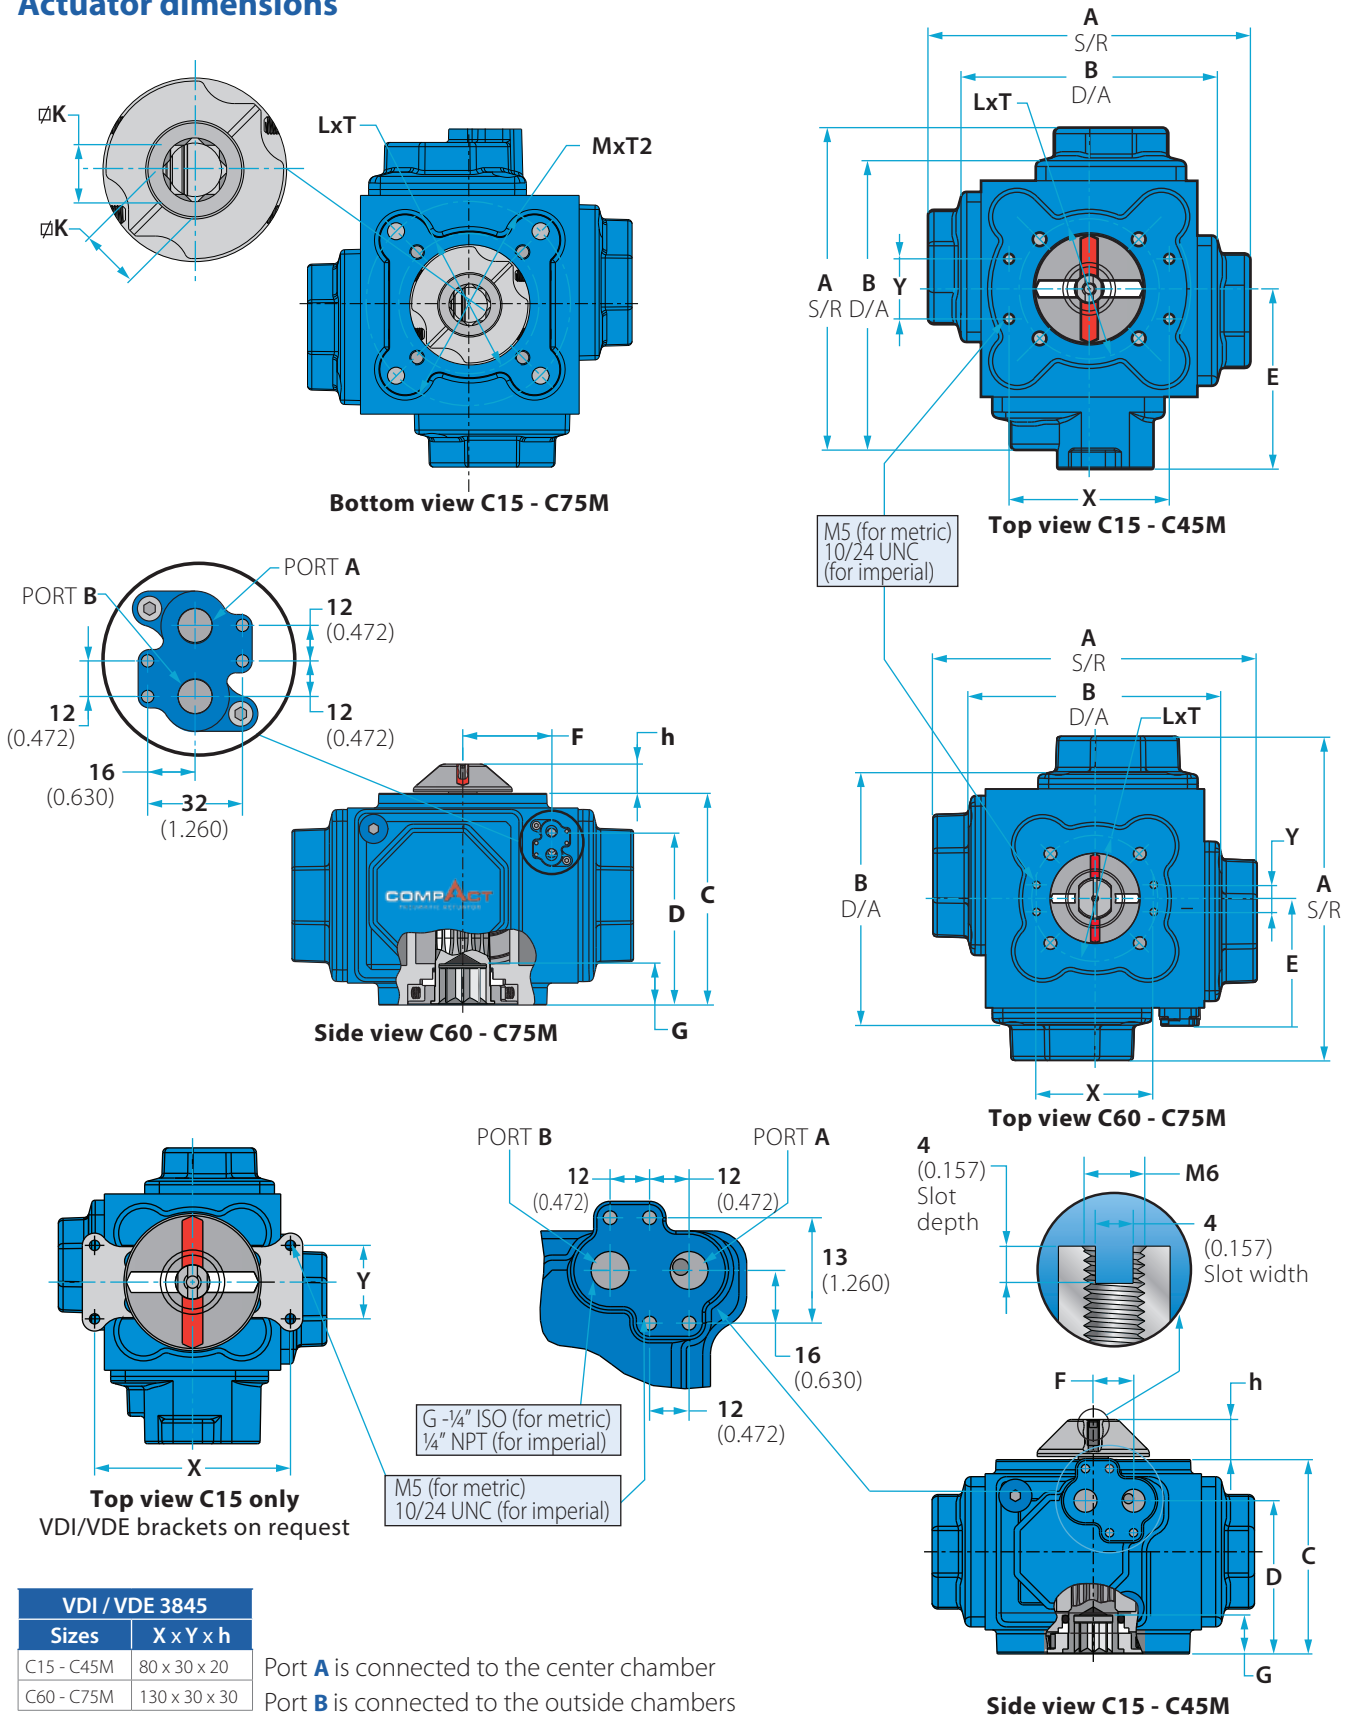 Actuator dimensions
⌀K
⌀K
LxT
MxT2
Bottom view C15 - C75M
A
S/R
B
D/A
LxT
A
S/R
B
D/A
Y
E
X
Top view C15 - C45M
M5 (for metric)
10/24 UNC
(for imperial)
PORT A
PORT B
12
(0.472)
12
(0.472)
12
(0.472)
16
(0.630)
32
(1.260)
F
h
COMPACT
C
D
G
Side view C60 - C75M
A
S/R
B
D/A
LxT
B
D/A
Y
A
S/R
E
X
Top view C60 - C75M
Y
X
Top view C15 only
VDI/VDE brackets on request
PORT B
PORT A
12
(0.472)
12
(0.472)
13
(1.260)
16
(0.630)
12
(0.472)
G -¼" ISO (for metric)
¼" NPT (for imperial)
M5 (for metric)
10/24 UNC (for imperial)
4
(0.157)
Slot
depth
M6
4
(0.157)
Slot width
F
h
C
D
G
Side view C15 - C45M
VDI / VDE 3845
Sizes X x Y x h
C15 - C45M 80 x 30 x 20
C60 - C75M 130 x 30 x 30
Port A is connected to the center chamber
Port B is connected to the outside chambers